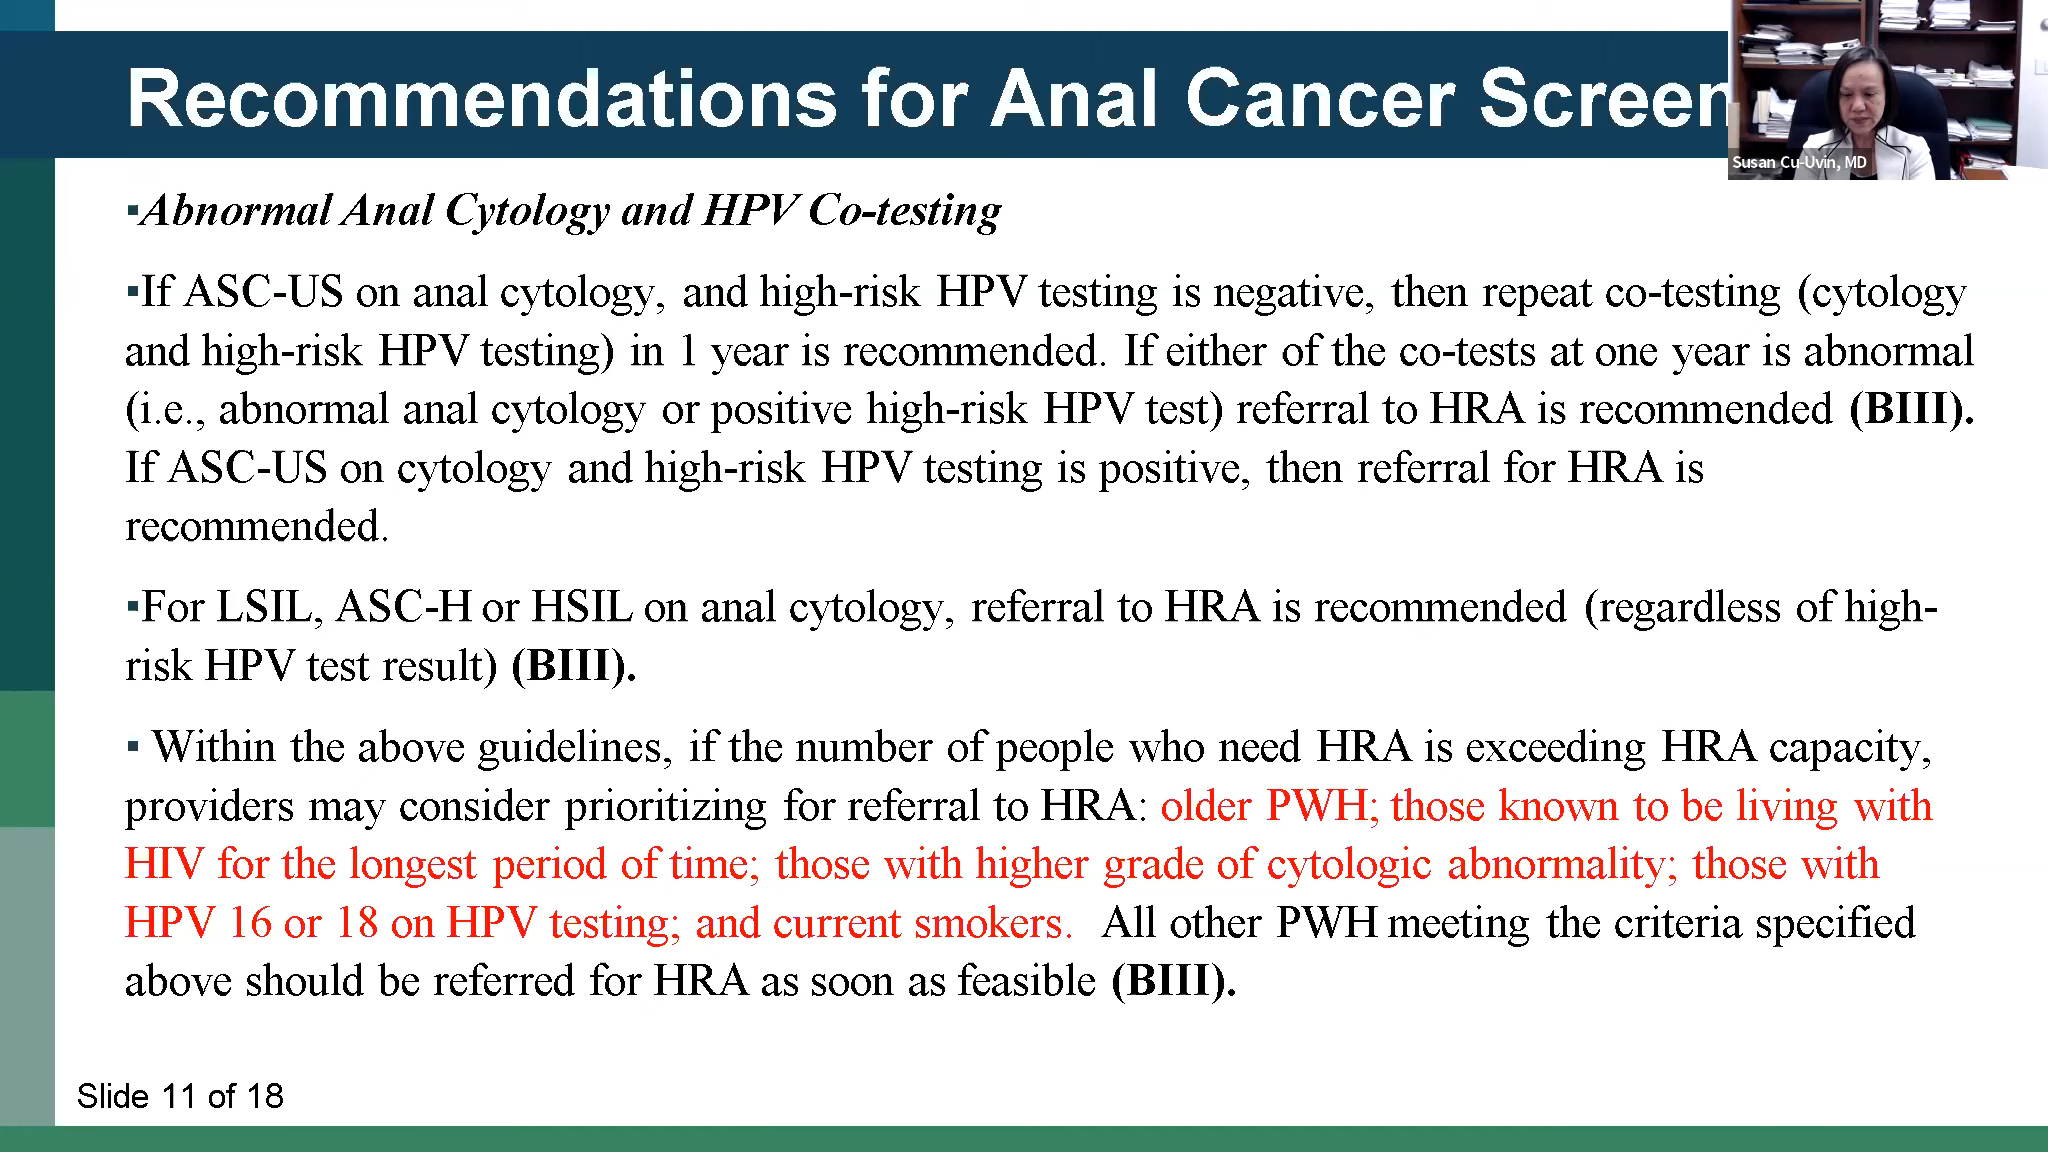 Recommendations for Anal Cancer Screen
Susan Cu-Uvin, MD
▪Abnormal Anal Cytology and HPV Co-testing
▪If ASC-US on anal cytology, and high-risk HPV testing is negative, then repeat co-testing (cytology
and high-risk HPV testing) in 1 year is recommended. If either of the co-tests at one year is abnormal
(i.e., abnormal anal cytology or positive high-risk HPV test) referral to HRA is recommended (BIII).
If ASC-US on cytology and high-risk HPV testing is positive, then referral for HRA is
recommended.
▪For LSIL, ASC-H or HSIL on anal cytology, referral to HRA is recommended (regardless of high-
risk HPV test result) (BIII).
▪ Within the above guidelines, if the number of people who need HRA is exceeding HRA capacity,
providers may consider prioritizing for referral to HRA: older PWH; those known to be living with
HIV for the longest period of time; those with higher grade of cytologic abnormality; those with
HPV 16 or 18 on HPV testing; and current smokers. All other PWH meeting the criteria specified
above should be referred for HRA as soon as feasible (BIII).
Slide 11 of 18